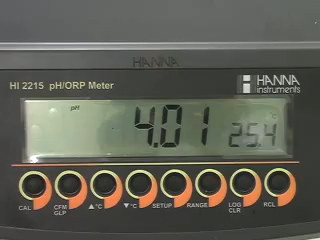 HANNA
HI 2215 pH/ORP Meter
HANNA
instruments
pH
4.01
25.4
°C
CAL
CFM
GLP
▲°C
▼°C
SETUP
RANGE
LOG
CLR
RCL